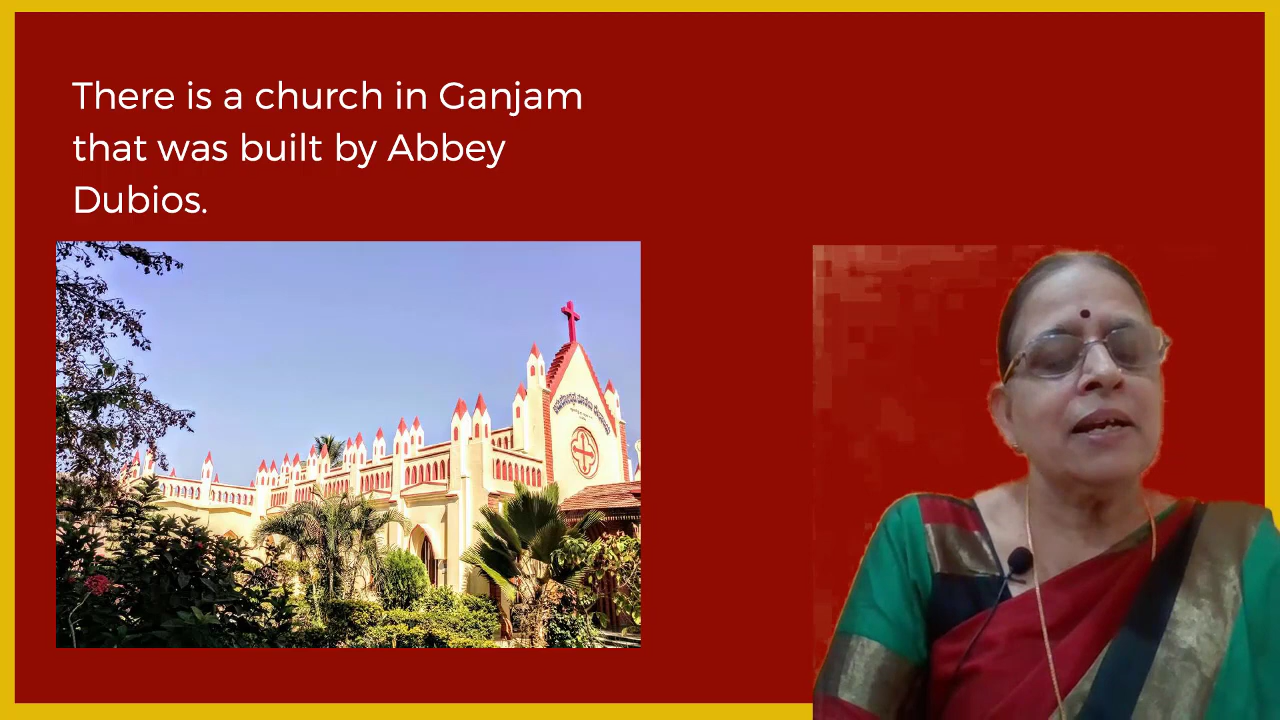 There is a church in Ganjam
that was built by Abbey
Dubios.